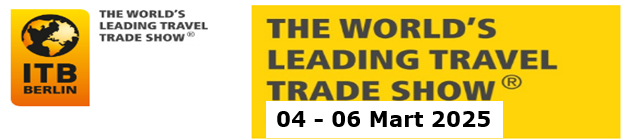 ITB
BERLIN
THE WORLD'S
LEADING TRAVEL
TRADE SHOW®
THE WORLD'S
LEADING TRAVEL
TRADE SHOW®
04 - 06 Mart 2025